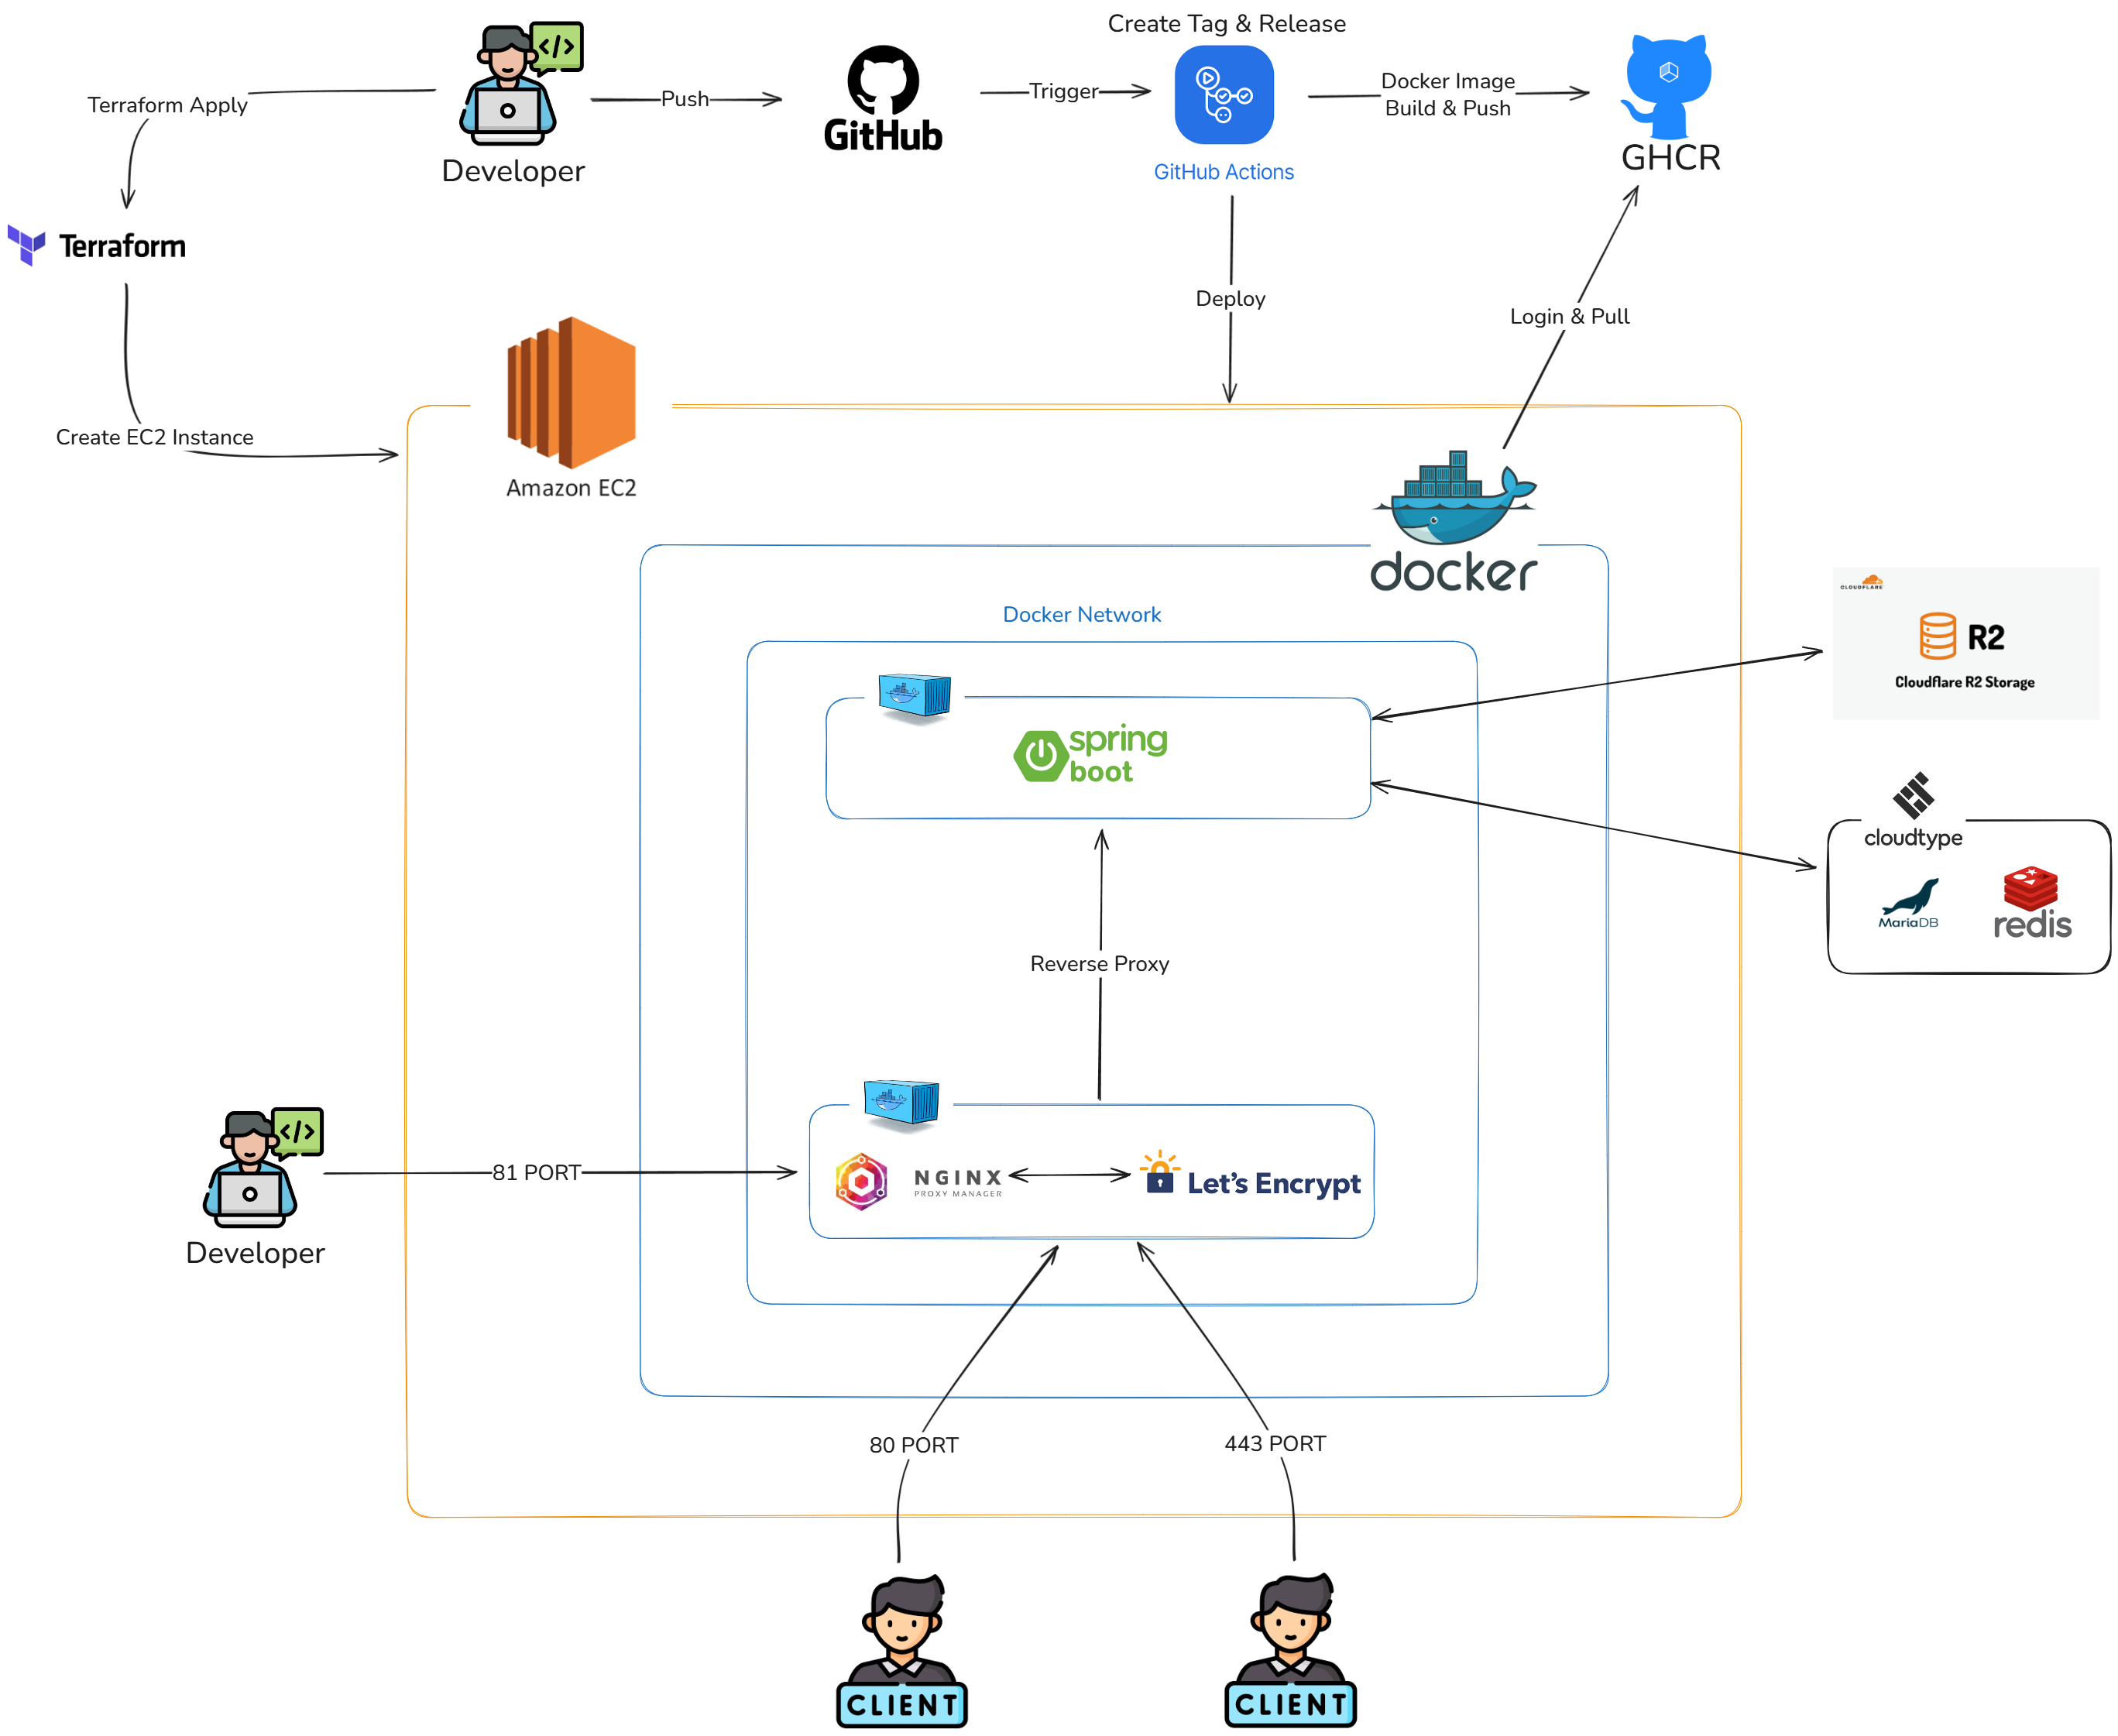 Create Tag & Release
Terraform Apply
</>
Push
GitHub
Trigger
Docker Image
Build & Push
Developer
GitHub Actions
GHCR
Terraform
Deploy
Login & Pull
Create EC2 Instance
Amazon EC2
docker
Docker Network
CLOUDFLARE
R2
Cloudflare R2 Storage
spring
boot
cloudtype
MariaDB
redis
Reverse Proxy
</>
81 PORT
NGINX
PROXY MANAGER
Let's Encrypt
Developer
80 PORT
443 PORT
CLIENT
CLIENT